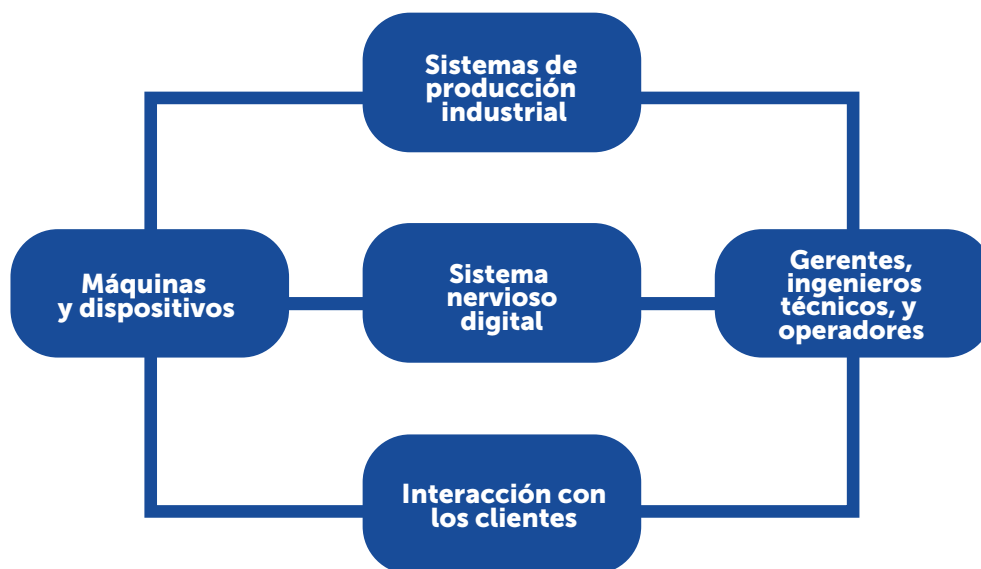 Sistemas de
producción
industrial
Máquinas
y dispositivos
Sistema
nervioso
digital
Gerentes,
ingenieros
técnicos, y
operadores
Interacción con
los clientes